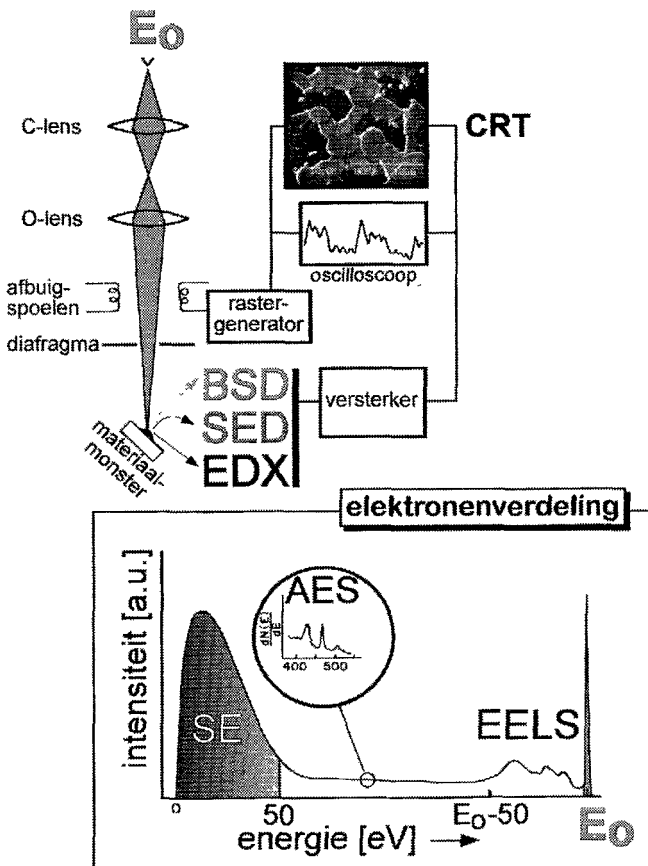 E0
C-lens
CRT
O-lens
oscilloscoop
afbuig-
spoelen
raster-
generator
diafragma
BSD
versterker
SED
EDX
materiaal-
monster
elektronenverdeling
intensiteit [a.u.]
AES
dN(E)
dE
400 500
SE
EELS
0 50 E0-50 E0
energie [eV]